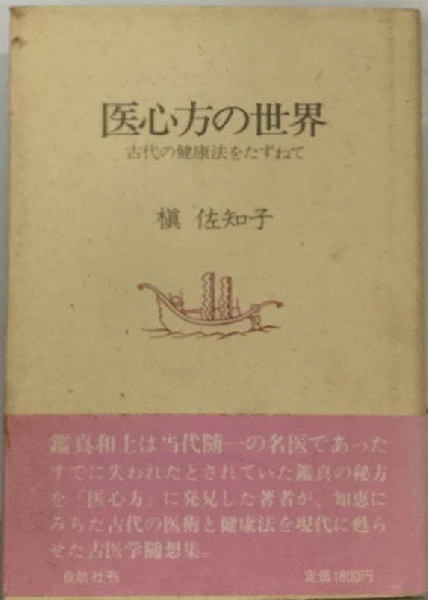 医心方の世界
古代の健康法をたずねて
槇 佐知子
鑑真和上は当代随一の名医であった
すでに失われたとされていた鑑真の秘方
を「医心方」に発見した著者が、知恵に
みちた古代の医術と健康法を現代に甦ら
せた古医学随想集。
社刊
定価1800円